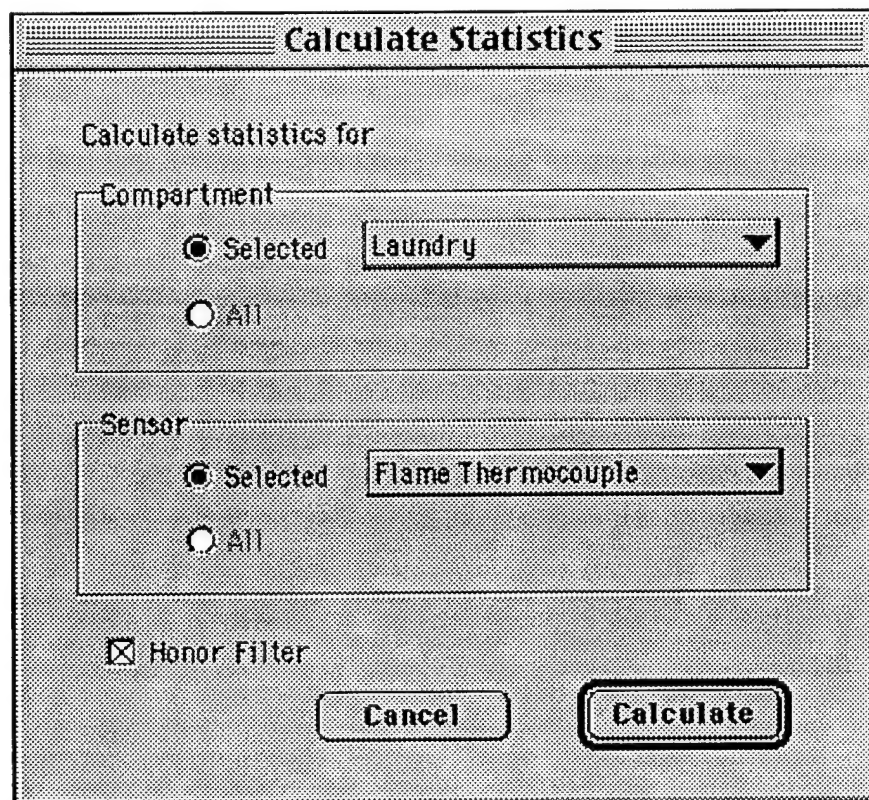 Calculate Statistics
Calculate statistics for
Compartment
Selected Laundry
All
Sensor
Selected Flame Thermocouple
All
Honor Filter
Cancel Calculate